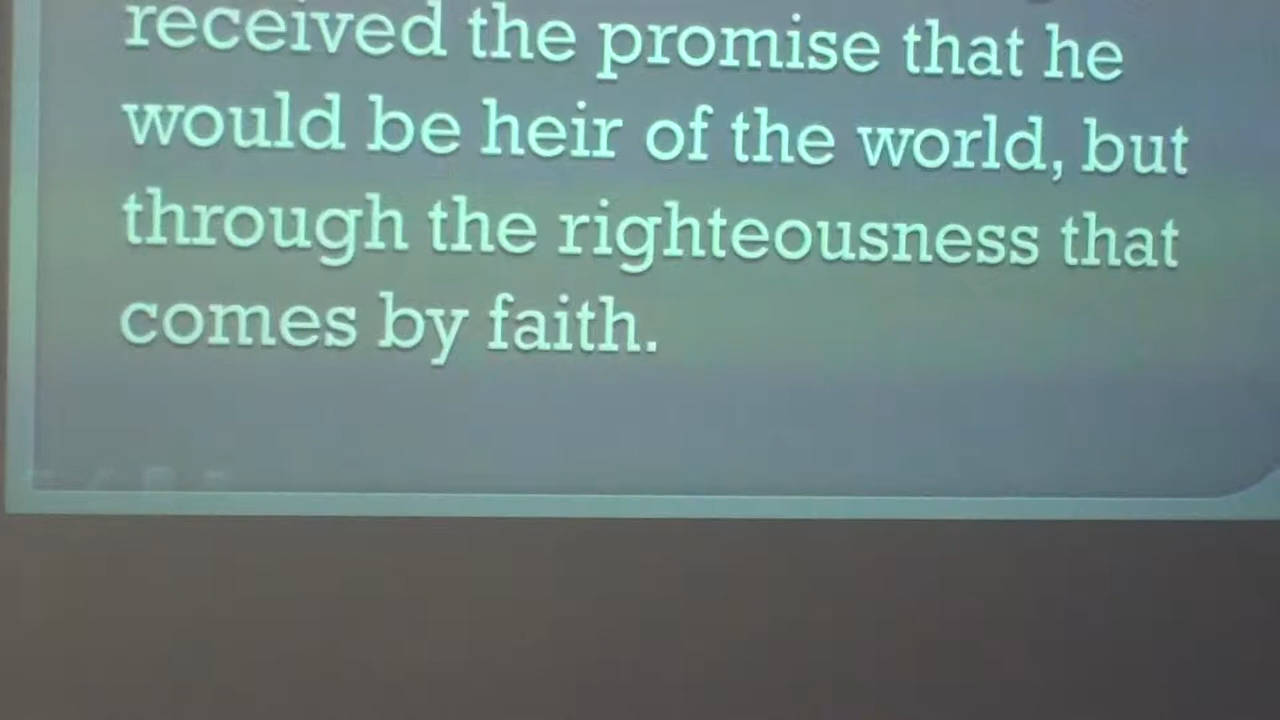 received the promise that he
would be heir of the world, but
through the righteousness that
comes by faith.